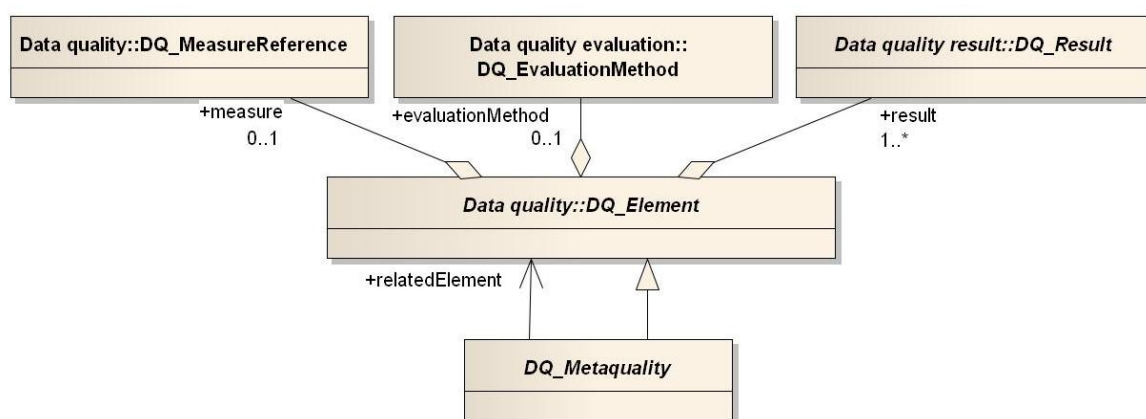 Data quality::DQ_MeasureReference
Data quality evaluation::
DQ_EvaluationMethod
Data quality result::DQ_Result
+measure
0..1
+evaluationMethod
0..1
+result
1..*
Data quality::DQ_Element
+relatedElement
DQ_Metaquality